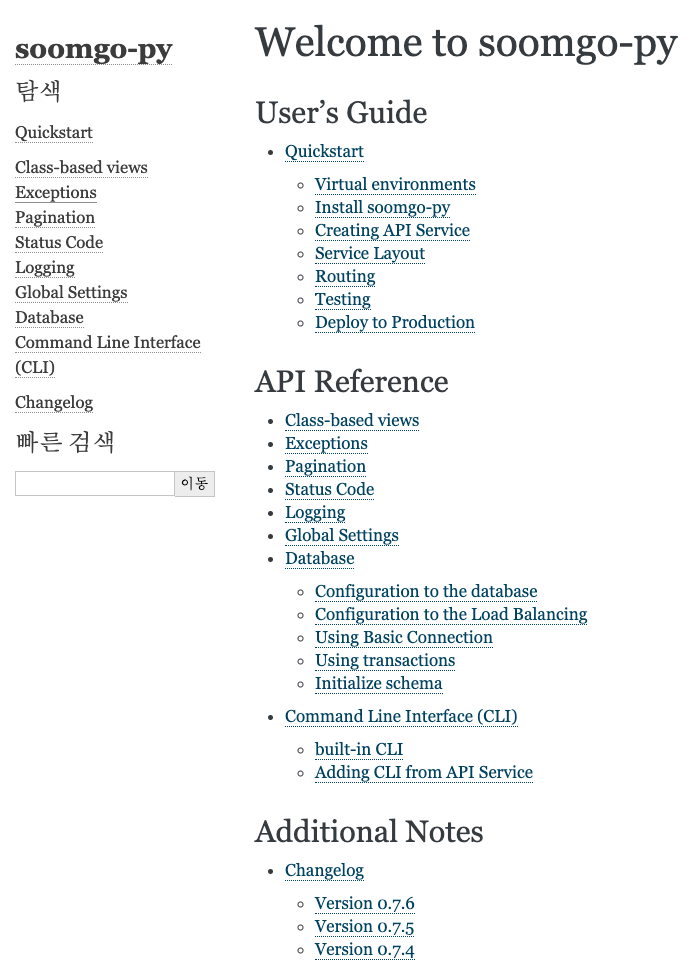 soomgo-py
탐색
Quickstart
Class-based views
Exceptions
Pagination
Status Code
Logging
Global Settings
Database
Command Line Interface
(CLI)
Changelog
빠른 검색
이동
Welcome to soomgo-py
User’s Guide
Quickstart
Virtual environments
Install soomgo-py
Creating API Service
Service Layout
Routing
Testing
Deploy to Production
API Reference
Class-based views
Exceptions
Pagination
Status Code
Logging
Global Settings
Database
Configuration to the database
Configuration to the Load Balancing
Using Basic Connection
Using transactions
Initialize schema
Command Line Interface (CLI)
built-in CLI
Adding CLI from API Service
Additional Notes
Changelog
Version 0.7.6
Version 0.7.5
Version 0.7.4